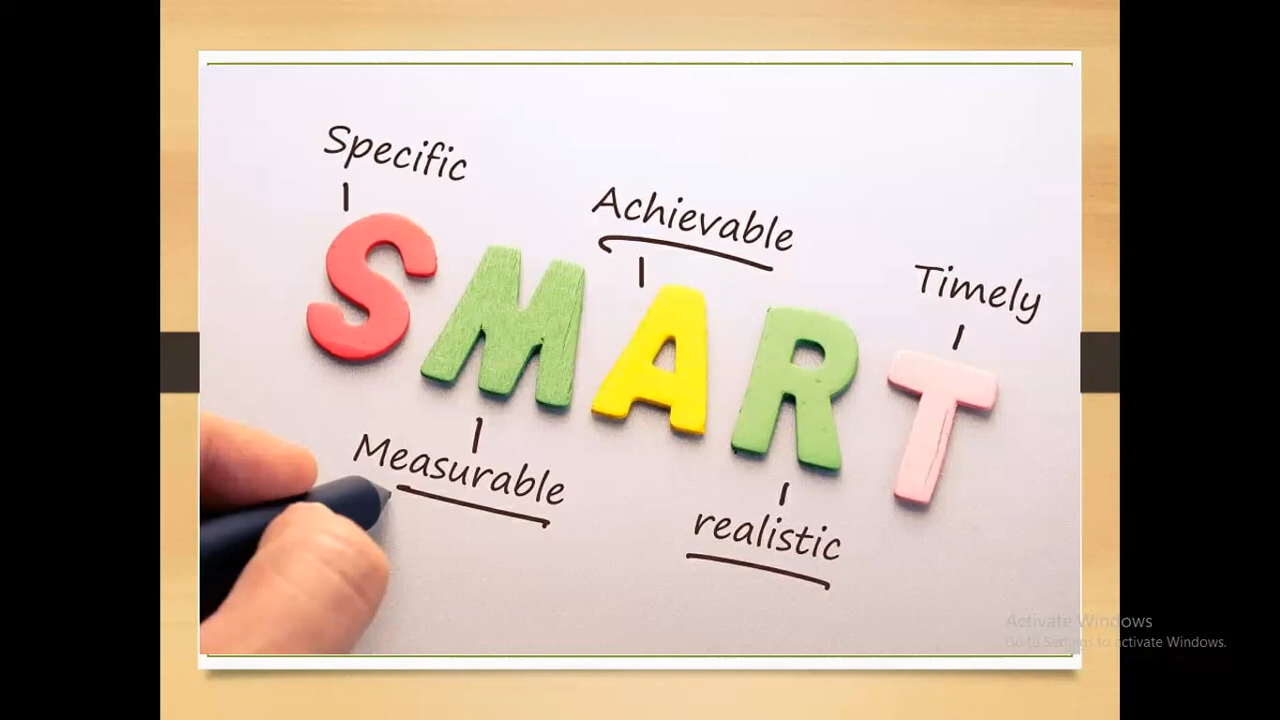 Specific
Achievable
Timely
SMART
Measurable
realistic
Activate Windows
Go to Settings to activate Windows.